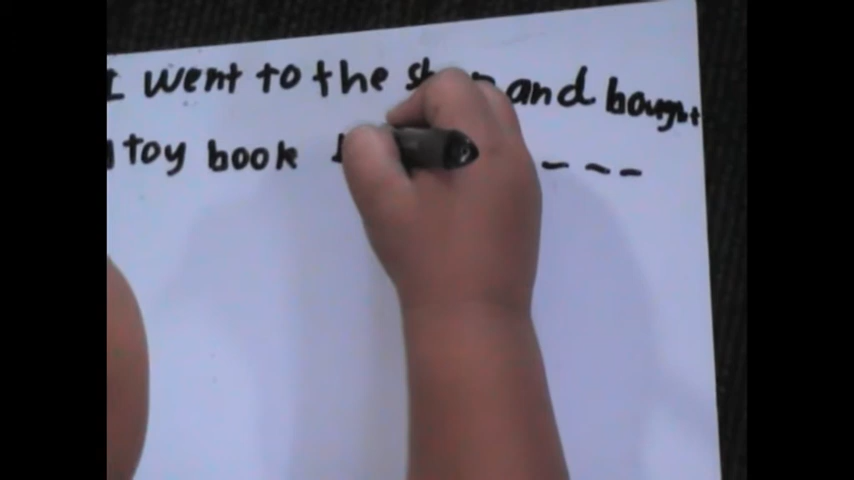 I went to the and bought
toy book _ _ _